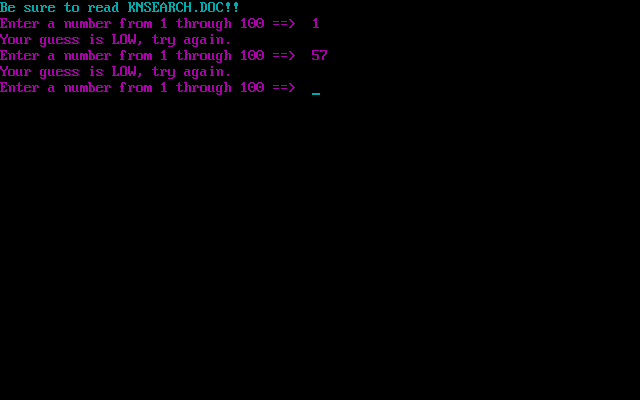 Be sure to read KNSEARCH.DOC!!
Enter a number from 1 through 100 ==>  1
Your guess is LOW, try again.
Enter a number from 1 through 100 ==>  57
Your guess is LOW, try again.
Enter a number from 1 through 100 ==>  _